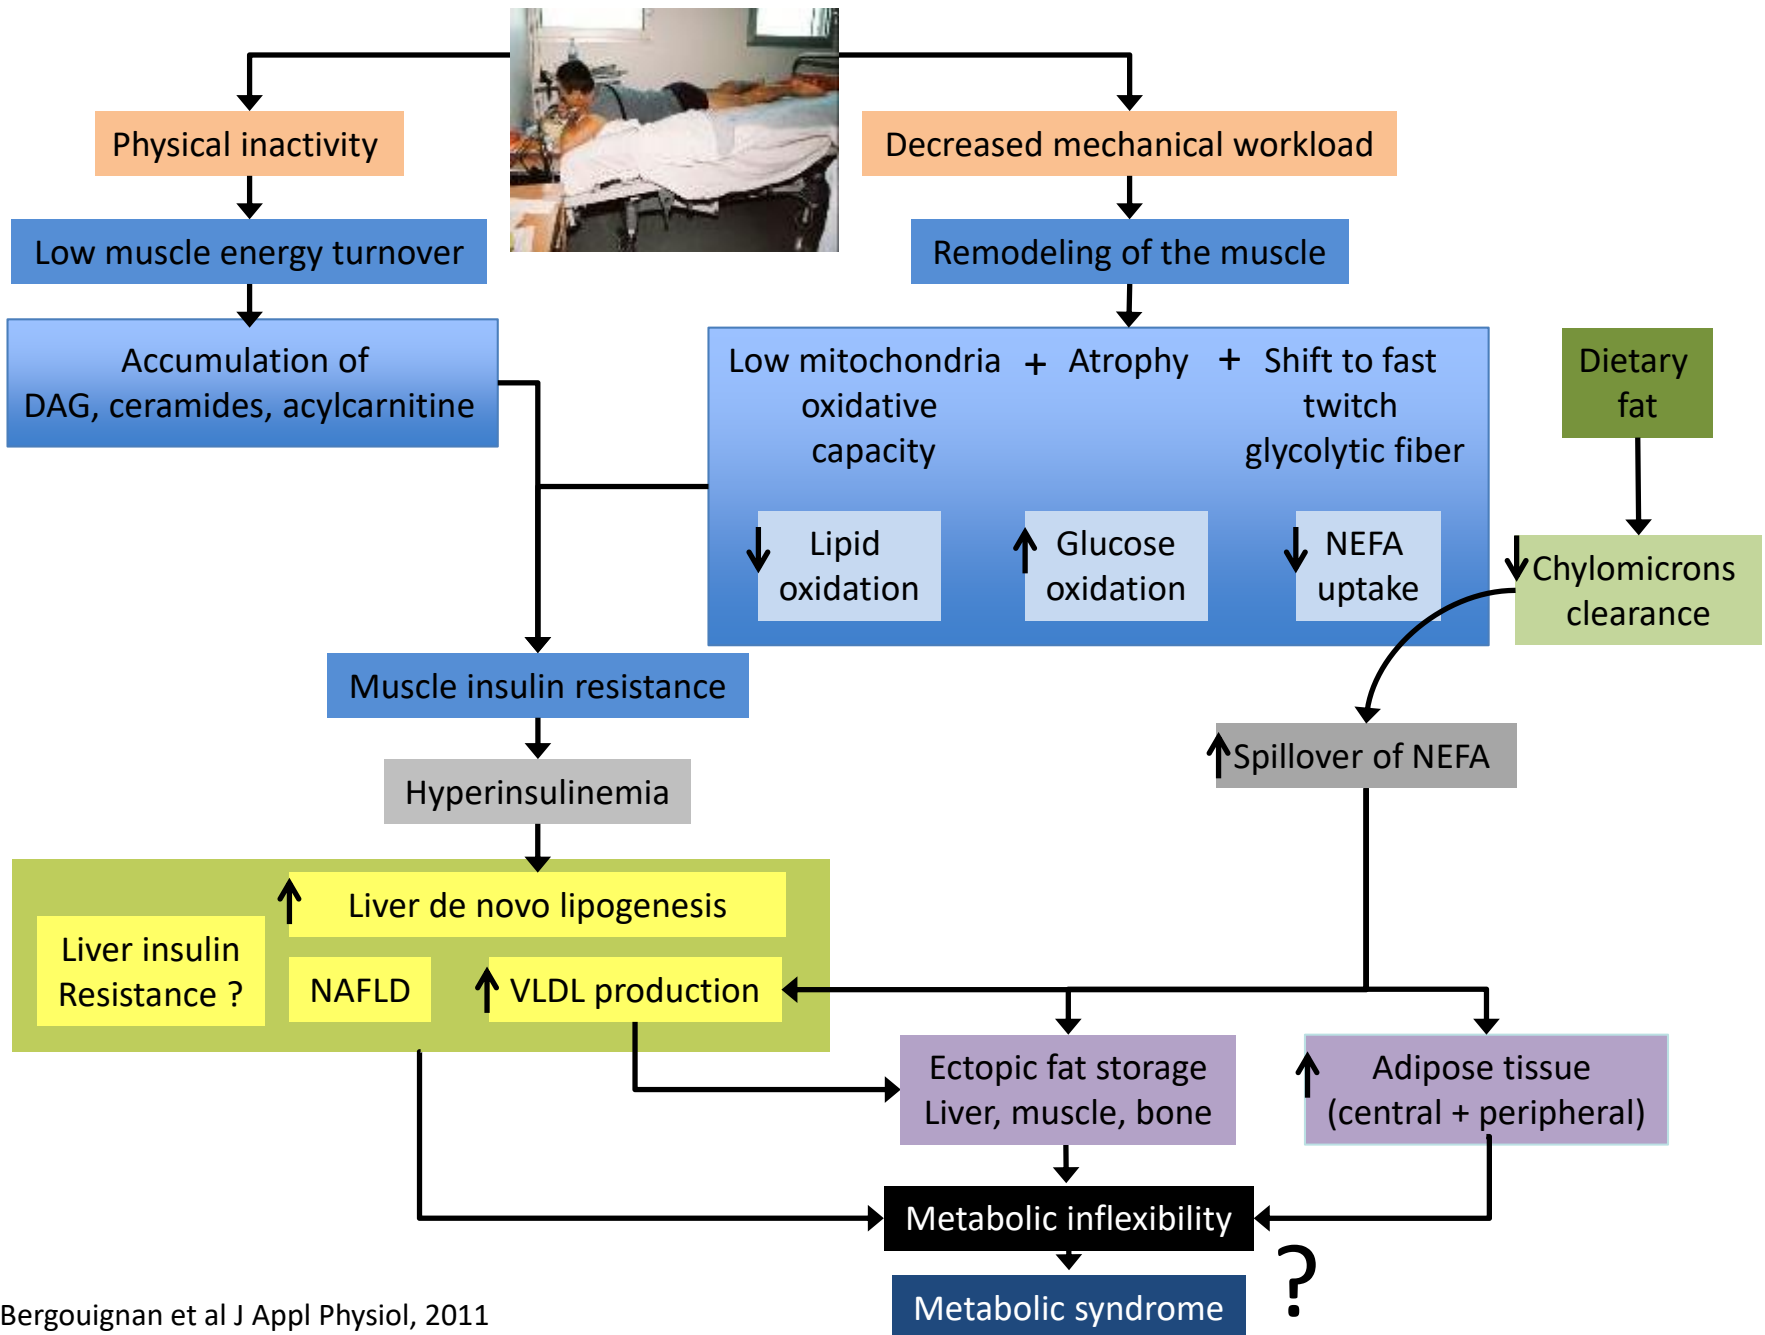 Physical inactivity
Decreased mechanical workload
Low muscle energy turnover
Remodeling of the muscle
Accumulation of
DAG, ceramides, acylcarnitine
Low mitochondria
oxidative
capacity
+
Atrophy
+
Shift to fast
twitch
glycolytic fiber
Dietary
fat
Lipid
oxidation
Glucose
oxidation
NEFA
uptake
Chylomicrons
clearance
Muscle insulin resistance
Spillover of NEFA
Hyperinsulinemia
Liver de novo lipogenesis
Liver insulin
Resistance ?
NAFLD
VLDL production
Ectopic fat storage
Liver, muscle, bone
Adipose tissue
(central + peripheral)
Metabolic inflexibility
Metabolic syndrome
?
Bergouignan et al J Appl Physiol, 2011